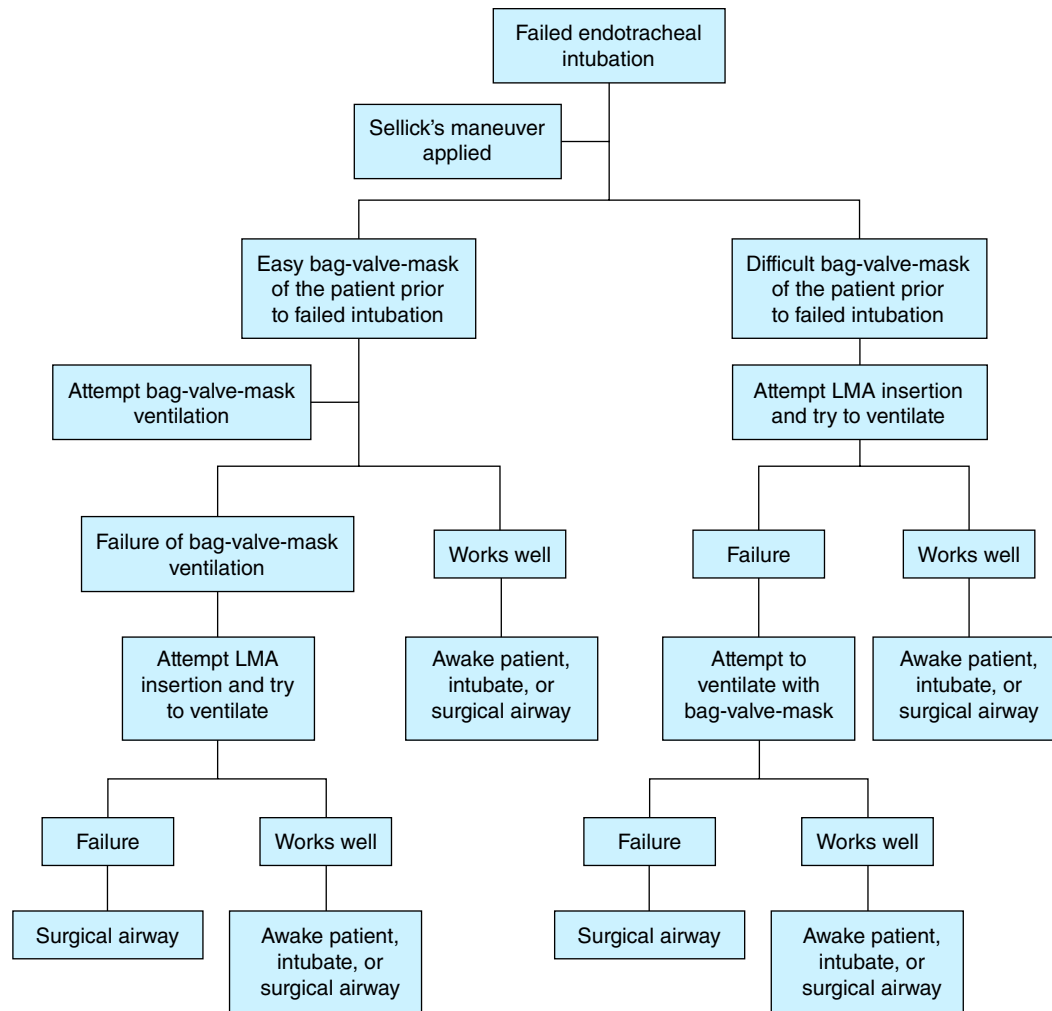 Failed endotracheal
intubation
Sellick's maneuver
applied
Easy bag-valve-mask
of the patient prior
to failed intubation
Difficult bag-valve-mask
of the patient prior
to failed intubation
Attempt bag-valve-mask
ventilation
Attempt LMA insertion
and try to ventilate
Failure of bag-valve-mask
ventilation
Works well
Failure
Works well
Attempt LMA
insertion and try
to ventilate
Awake patient,
intubate, or
surgical airway
Attempt to
ventilate with
bag-valve-mask
Awake patient,
intubate, or
surgical airway
Failure
Works well
Failure
Works well
Surgical airway
Awake patient,
intubate, or
surgical airway
Surgical airway
Awake patient,
intubate, or
surgical airway